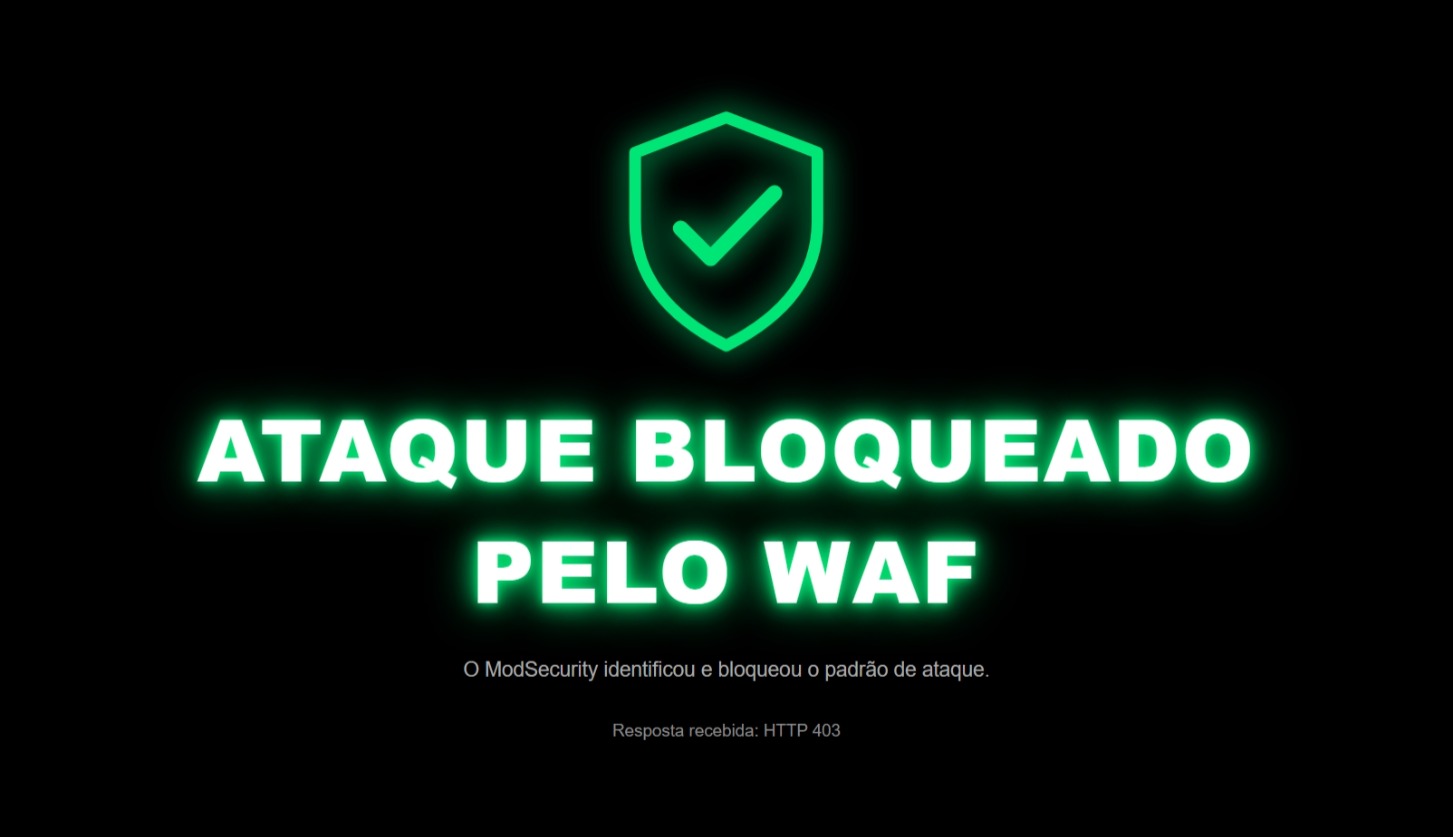 ATAQUE BLOQUEADO
PELO WAF
O ModSecurity identificou e bloqueou o padrão de ataque.
Resposta recebida: HTTP 403